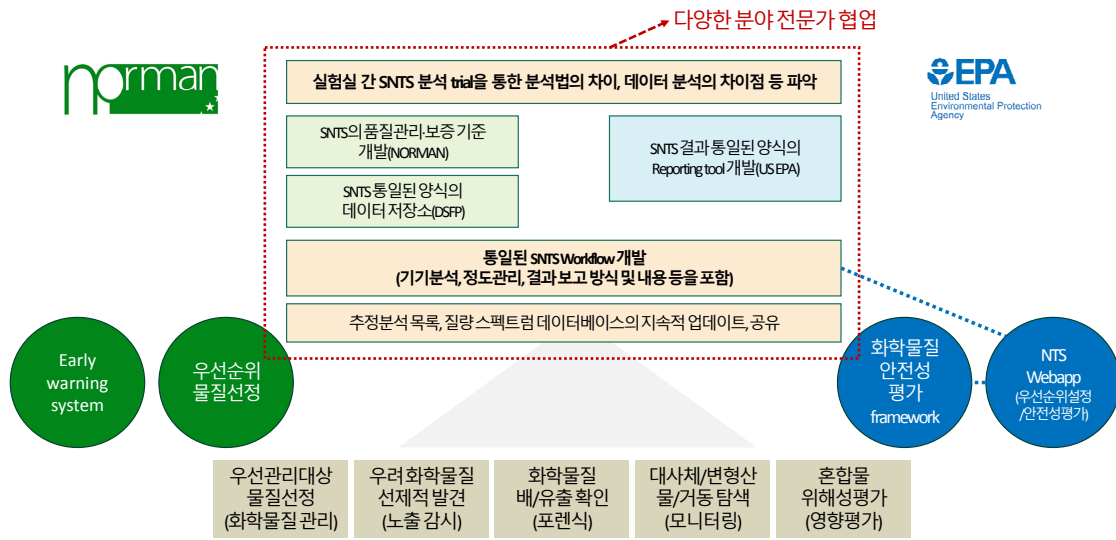 다양한 분야 전문가 협업
norman
EPA
United States
Environmental Protection
Agency
실험실 간 SNTS 분석 trial을 통한 분석법의 차이, 데이터 분석의 차이점 등 파악
SNTS의 품질관리·보증 기준
개발(NORMAN)
SNTS 결과 통일된 양식의
Reporting tool 개발(US EPA)
SNTS 통일된 양식의
데이터 저장소(DSFP)
통일된 SNTS Workflow 개발
(기기분석, 정도관리, 결과 보고 방식 및 내용 등을 포함)
추정분석 목록, 질량 스펙트럼 데이터베이스의 지속적 업데이트, 공유
Early
warning
system
우선순위
물질선정
화학물질
안전성
평가
framework
NTS
Webapp
(우선순위설정
/안전성평가)
우선관리대상
물질선정
(화학물질 관리)
우려 화학물질
선제적 발견
(노출 감시)
화학물질
배/유출 확인
(포렌식)
대사체/변형산
물/거동 탐색
(모니터링)
혼합물
위해성평가
(영향평가)